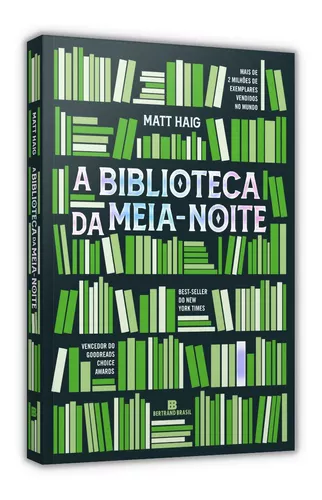 MAIS DE
2 MILHÕES DE
EXEMPLARES
VENDIDOS
NO MUNDO
MATT HAIG
A BIBLIOTECA
DA MEIA-NOITE
BEST-SELLER
DO NEW
YORK TIMES
VENCEDOR DO
GOODREADS
CHOICE
AWARDS
BB
BERTRAND BRASIL
MATT HAIG
A BIBLIOTECA DA MEIA-NOITE